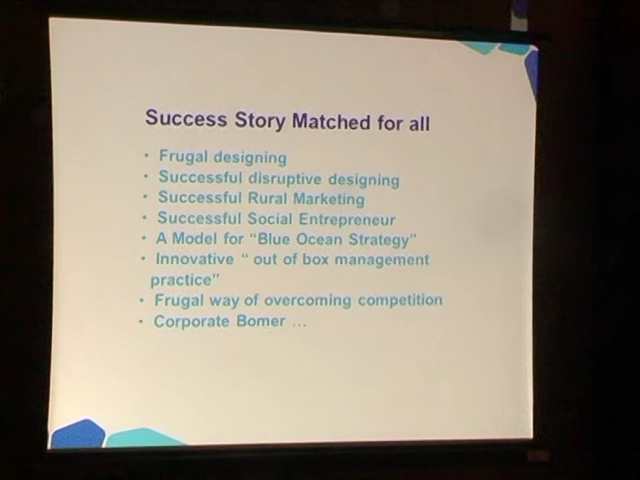 Success Story Matched for all
• Frugal designing
• Successful disruptive designing
• Successful Rural Marketing
• Successful Social Entrepreneur
• A Model for "Blue Ocean Strategy"
• Innovative " out of box management
practice"
• Frugal way of overcoming competition
• Corporate Bomer ...